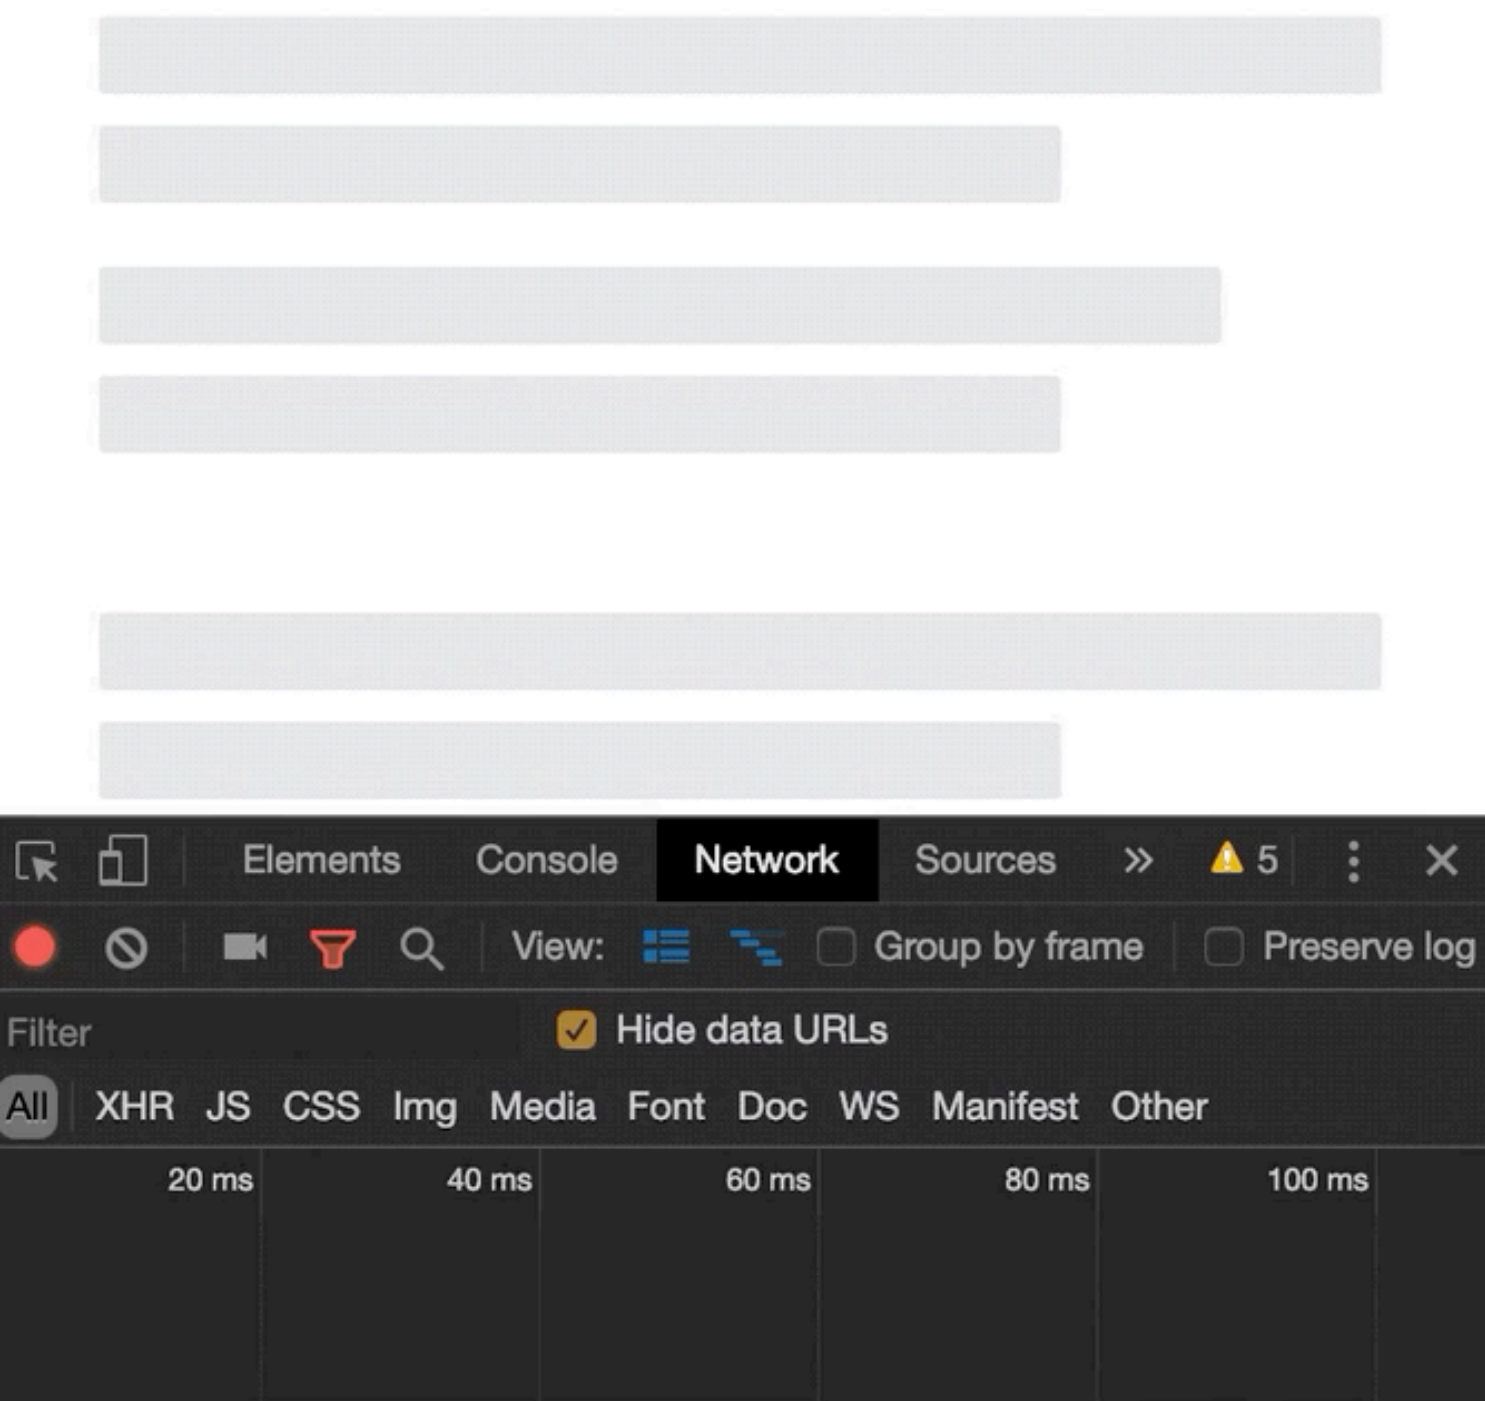 Elements Console Network Sources » 5
View: Group by frame Preserve log
Filter Hide data URLs
All XHR JS CSS Img Media Font Doc WS Manifest Other
20 ms 40 ms 60 ms 80 ms 100 ms